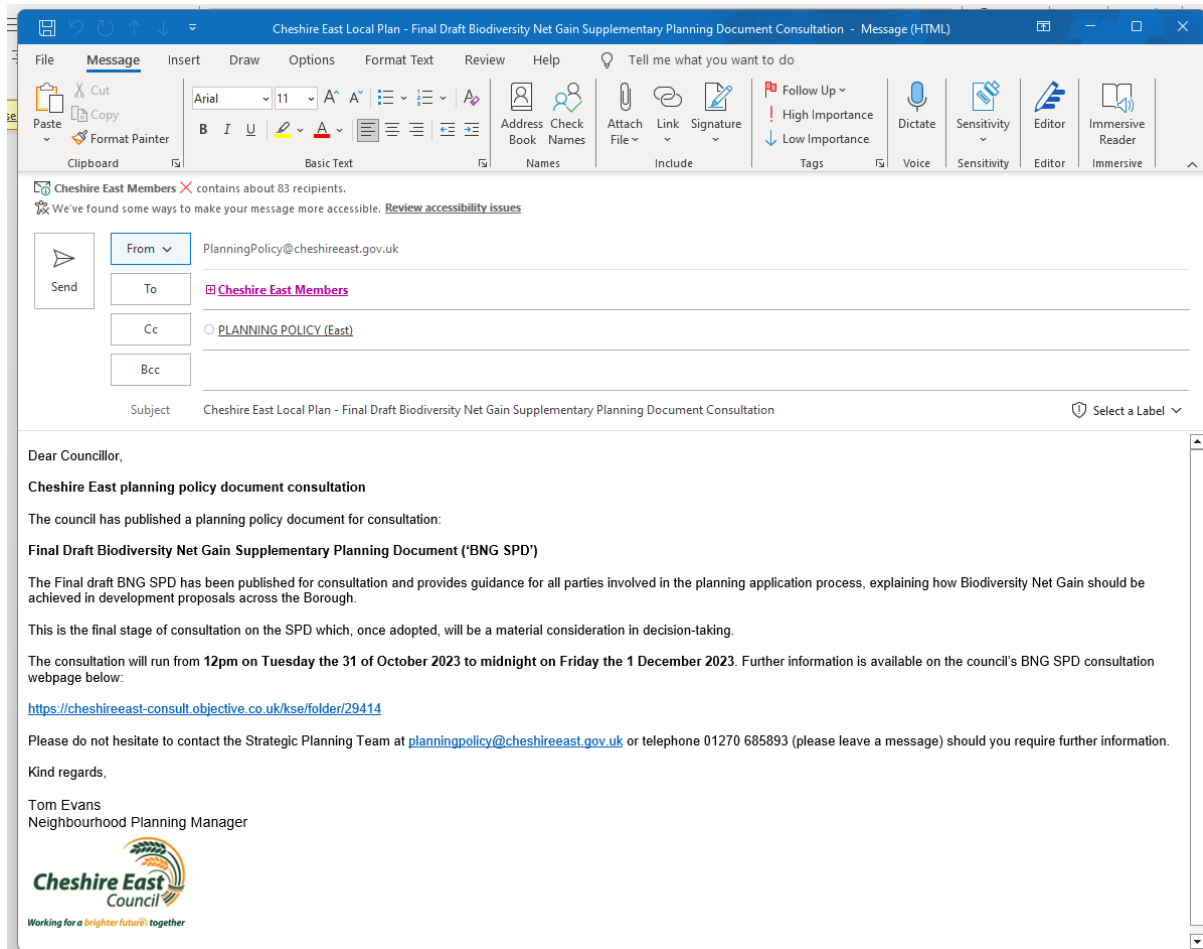 Cheshire East Local Plan - Final Draft Biodiversity Net Gain Supplementary Planning Document Consultation - Message (HTML)
File Message Insert Draw Options Format Text Review Help Tell me what you want to do
Paste
Cut
Copy
Format Painter
Clipboard
Arial 11
B I U
Basic Text
Address Book
Check Names
Names
Attach File
Link
Signature
Include
Follow Up
High Importance
Low Importance
Tags
Dictate
Voice
Sensitivity
Sensitivity
Editor
Editor
Immersive Reader
Immersive
Cheshire East Members contains about 83 recipients.
We've found some ways to make your message more accessible. Review accessibility issues
Send
From PlanningPolicy@cheshireeast.gov.uk
To Cheshire East Members
Cc PLANNING POLICY (East)
Bcc
Subject Cheshire East Local Plan - Final Draft Biodiversity Net Gain Supplementary Planning Document Consultation Select a Label
Dear Councillor,
Cheshire East planning policy document consultation
The council has published a planning policy document for consultation:
Final Draft Biodiversity Net Gain Supplementary Planning Document (‘BNG SPD’)
The Final draft BNG SPD has been published for consultation and provides guidance for all parties involved in the planning application process, explaining how Biodiversity Net Gain should be
achieved in development proposals across the Borough.
This is the final stage of consultation on the SPD which, once adopted, will be a material consideration in decision-taking.
The consultation will run from 12pm on Tuesday the 31 of October 2023 to midnight on Friday the 1 December 2023. Further information is available on the council’s BNG SPD consultation
webpage below:
https://cheshireeast-consult.objective.co.uk/kse/folder/29414
Please do not hesitate to contact the Strategic Planning Team at planningpolicy@cheshireeast.gov.uk or telephone 01270 685893 (please leave a message) should you require further information.
Kind regards,
Tom Evans
Neighbourhood Planning Manager
Cheshire East
Council
Working for a brighter future together